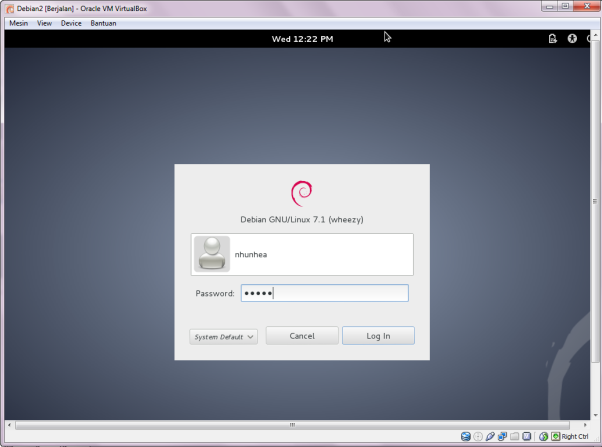 Debian2 [Berjalan] - Oracle VM VirtualBox
Mesin View Device Bantuan
Wed 12:22 PM
Debian GNU/Linux 7.1 (wheezy)
nhunhea
Password: •••••
System Default Cancel Log In
Right Ctrl